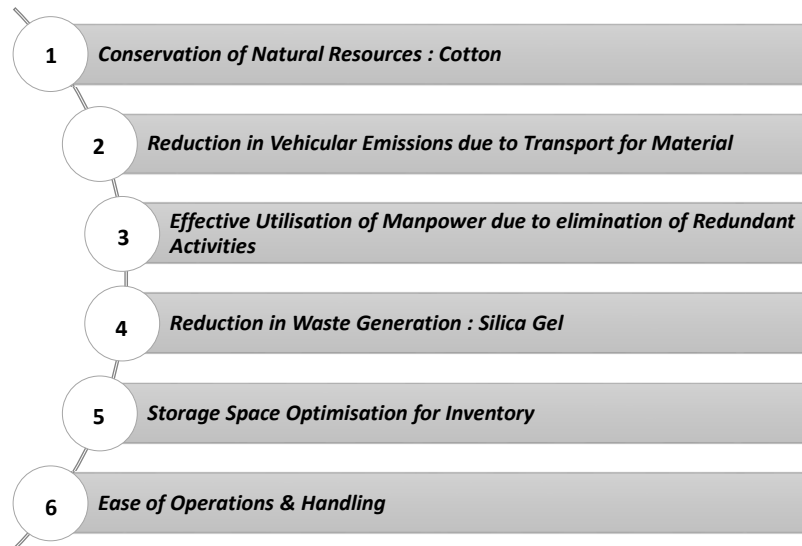 1
Conservation of Natural Resources : Cotton
2
Reduction in Vehicular Emissions due to Transport for Material
3
Effective Utilisation of Manpower due to elimination of Redundant
Activities
4
Reduction in Waste Generation : Silica Gel
5
Storage Space Optimisation for Inventory
6
Ease of Operations & Handling